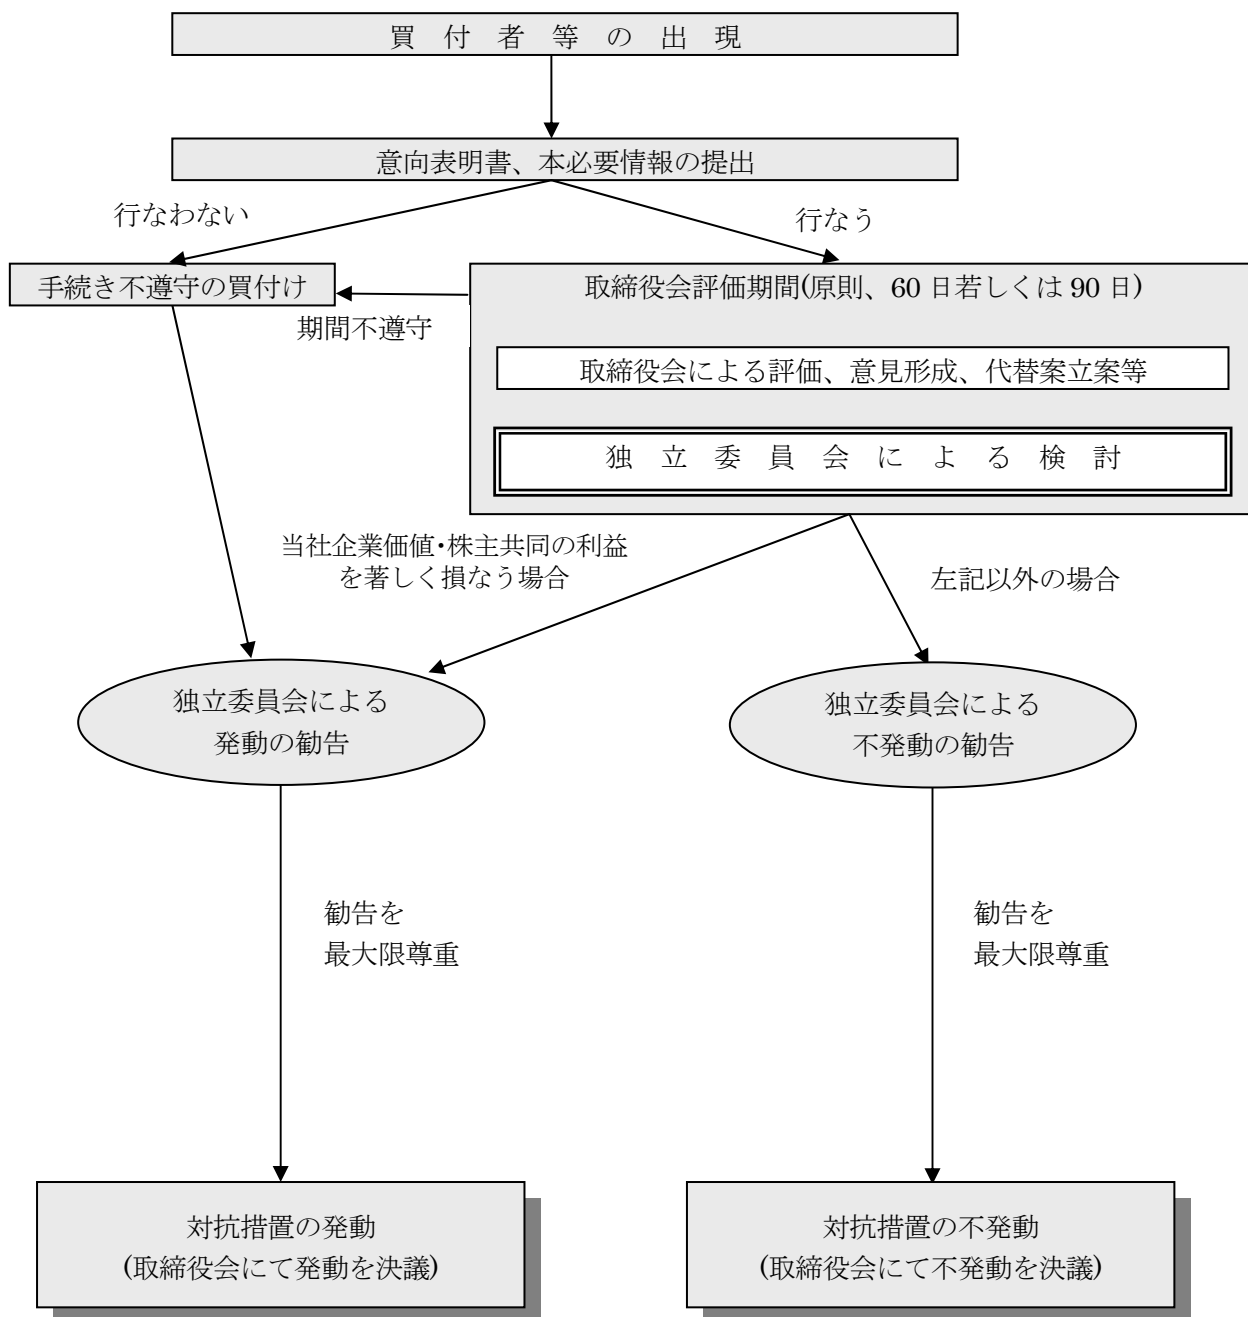 買付者等の出現
意向表明書、本必要情報の提出
行なわない
行なう
手続き不遵守の買付け
取締役会評価期間(原則、60日若しくは90日)
期間不遵守
取締役会による評価、意見形成、代替案立案等
独立委員会による検討
当社企業価値・株主共同の利益
を著しく損なう場合
左記以外の場合
独立委員会による
発動の勧告
独立委員会による
不発動の勧告
勧告を
最大限尊重
勧告を
最大限尊重
対抗措置の発動
(取締役会にて発動を決議)
対抗措置の不発動
(取締役会にて不発動を決議)